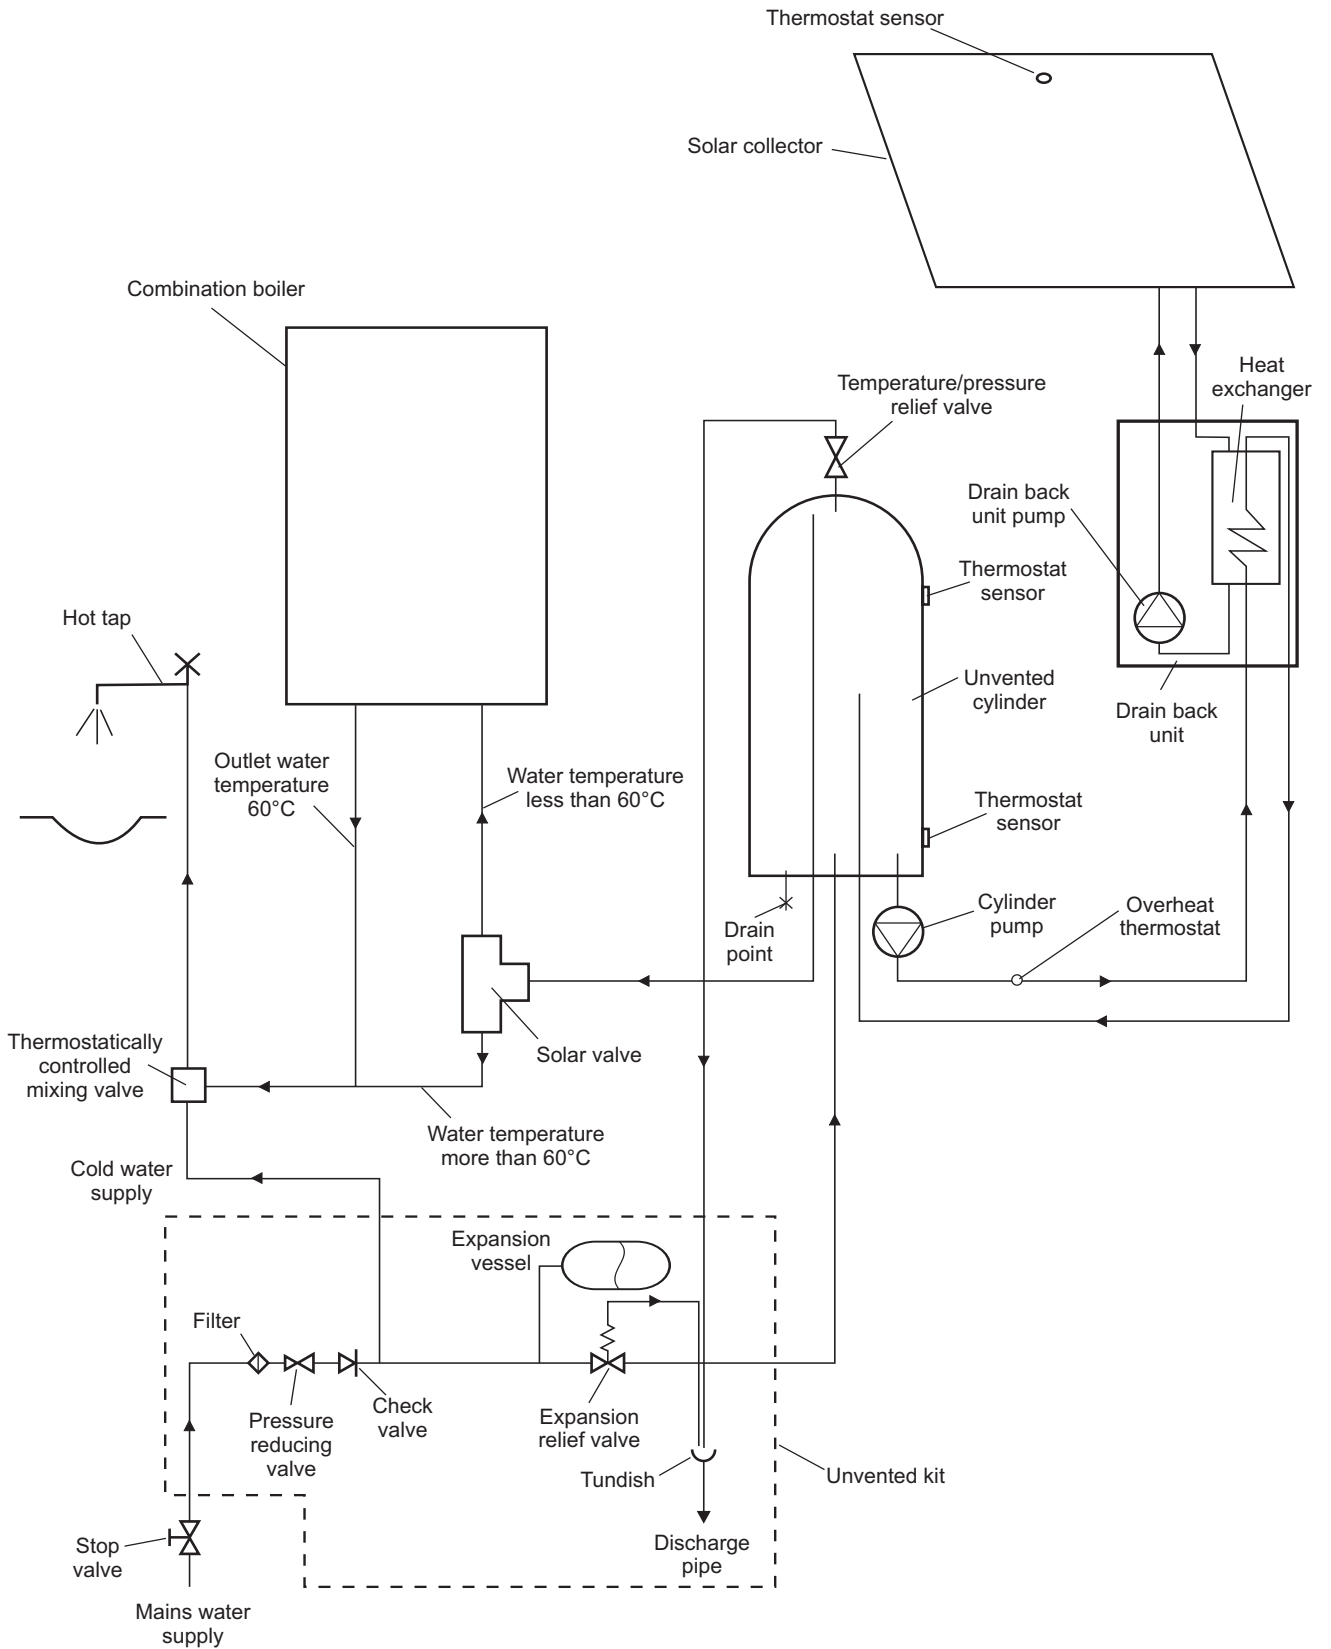 Thermostat sensor
Solar collector
Combination boiler
Heat
exchanger
Temperature/pressure
relief valve
Drain back
unit pump
Thermostat
sensor
Hot tap
Unvented
cylinder
Drain back
unit
Outlet water
temperature
60°C
Water temperature
less than 60°C
Thermostat
sensor
Drain
point
Cylinder
pump
Overheat
thermostat
Thermostatically
controlled
mixing valve
Solar valve
Water temperature
more than 60°C
Cold water
supply
Expansion
vessel
Filter
Pressure
reducing
valve
Check
valve
Expansion
relief valve
Tundish
Unvented kit
Stop
valve
Discharge
pipe
Mains water
supply